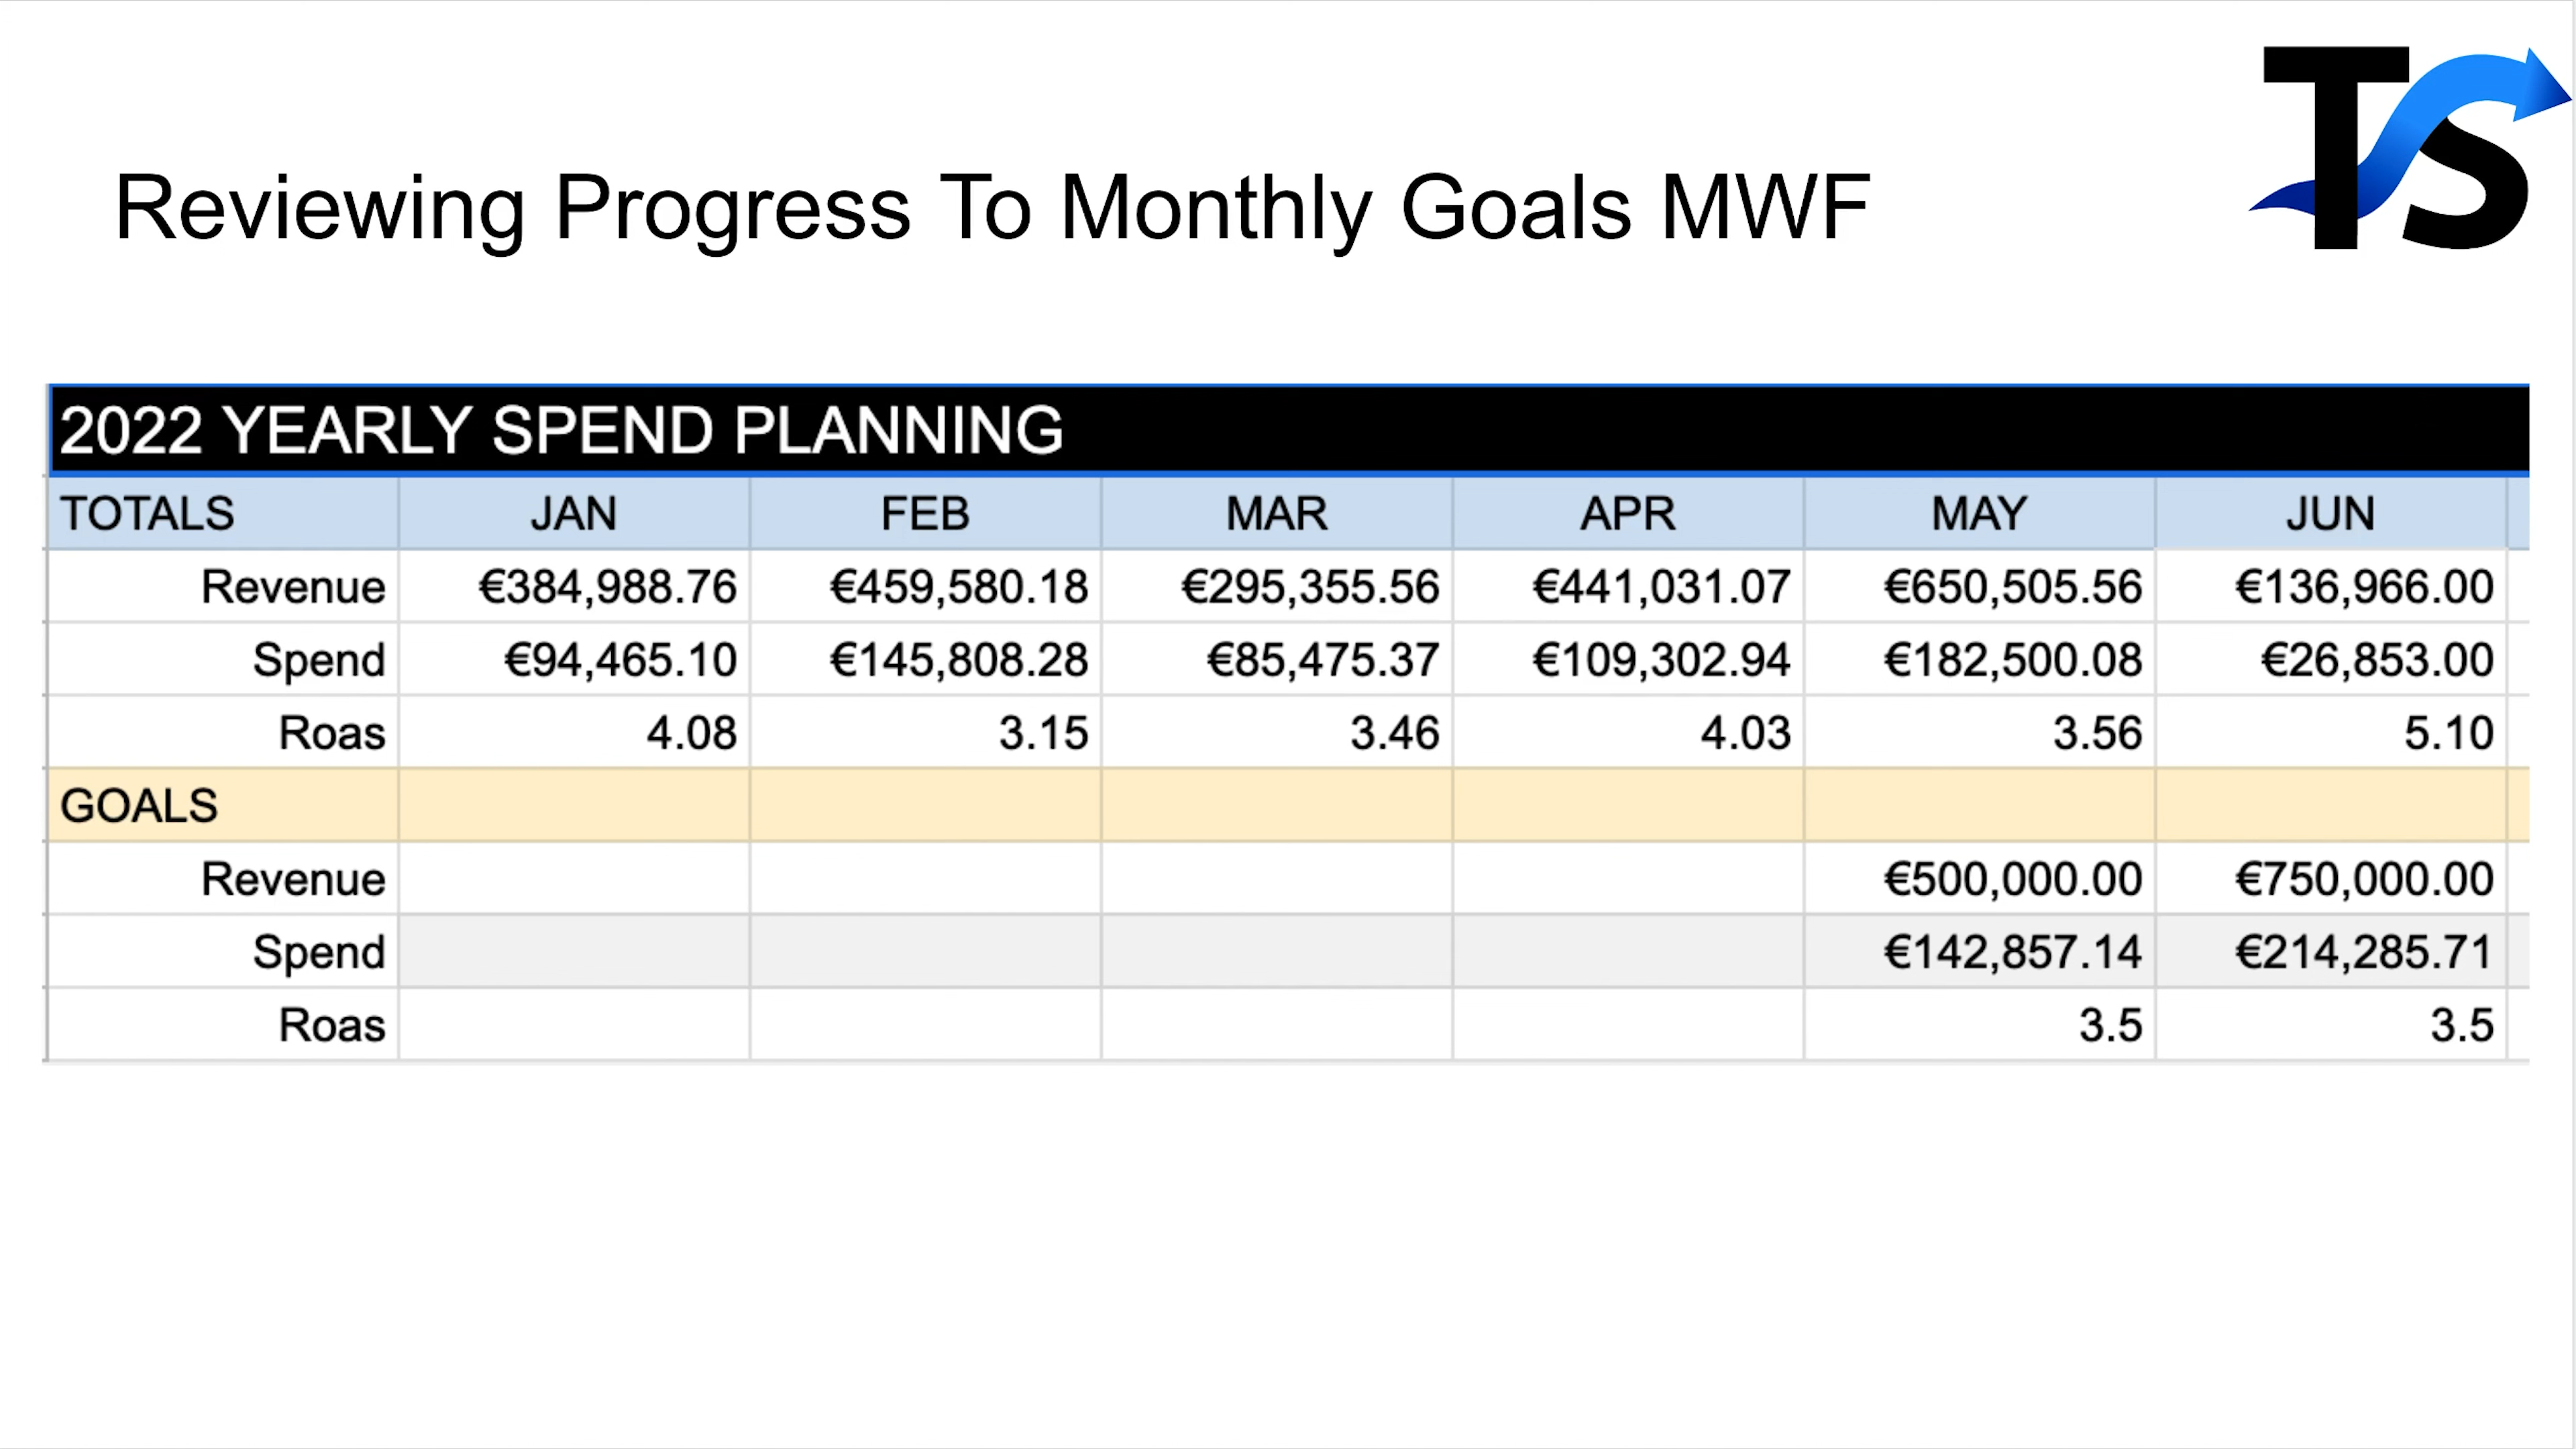 TS
Reviewing Progress To Monthly Goals MWF
2022 YEARLY SPEND PLANNING
TOTALS JAN FEB MAR APR MAY JUN
Revenue €384,988.76 €459,580.18 €295,355.56 €441,031.07 €650,505.56 €136,966.00
Spend €94,465.10 €145,808.28 €85,475.37 €109,302.94 €182,500.08 €26,853.00
Roas 4.08 3.15 3.46 4.03 3.56 5.10
GOALS
Revenue €500,000.00 €750,000.00
Spend €142,857.14 €214,285.71
Roas 3.5 3.5